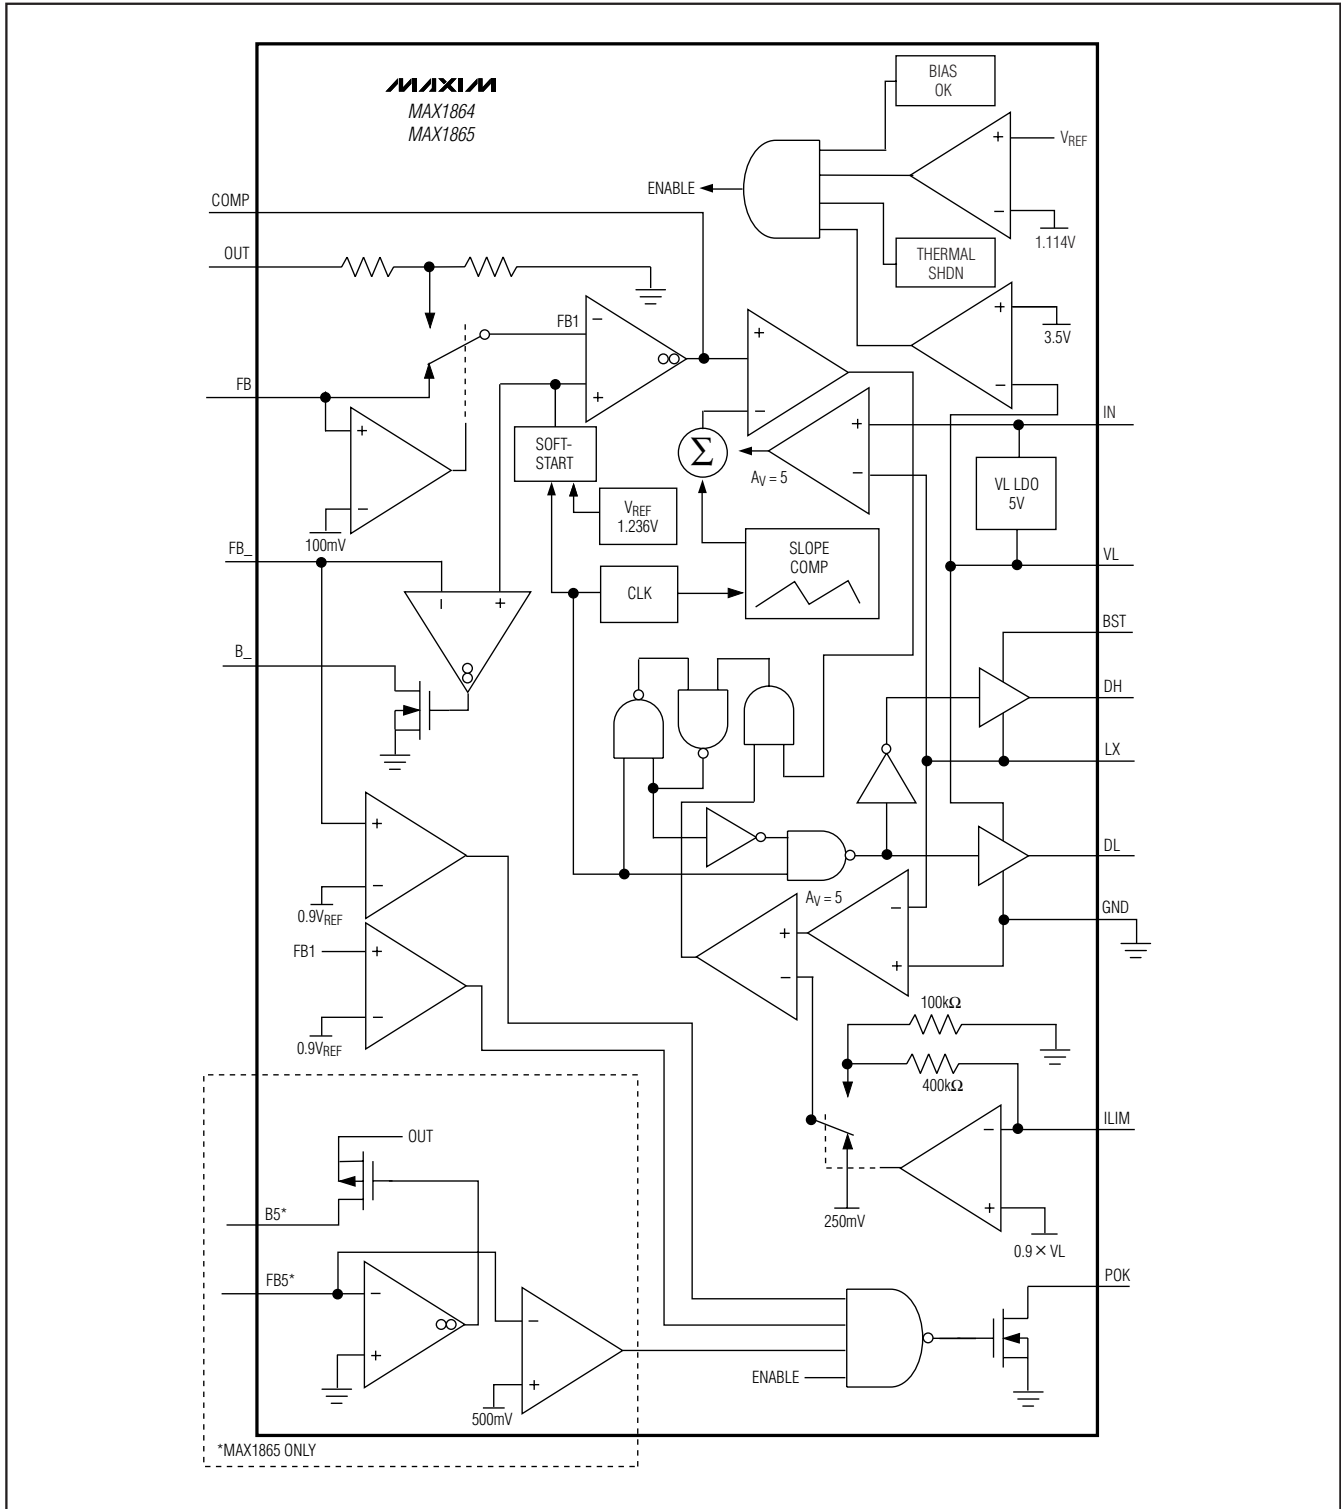 MAXIM
MAX1864
MAX1865
BIAS
OK
+
VREF
ENABLE
−
1.114V
COMP
THERMAL
SHDN
OUT
+
3.5V
−
FB1
−
+
FB
+
−
+
−
IN
+
−
SOFT-
START
Σ
AV = 5
VL LDO
5V
VREF
1.236V
100mV
FB_
SLOPE
COMP
VL
CLK
− +
BST
B_
DH
LX
+
−
0.9VREF
DL
AV = 5
−
+
GND
+
−
FB1
+
−
0.9VREF
100kΩ
400kΩ
ILIM
−
+
250mV
0.9 × VL
OUT
B5*
FB5*
−
+
−
+
500mV
POK
ENABLE
*MAX1865 ONLY